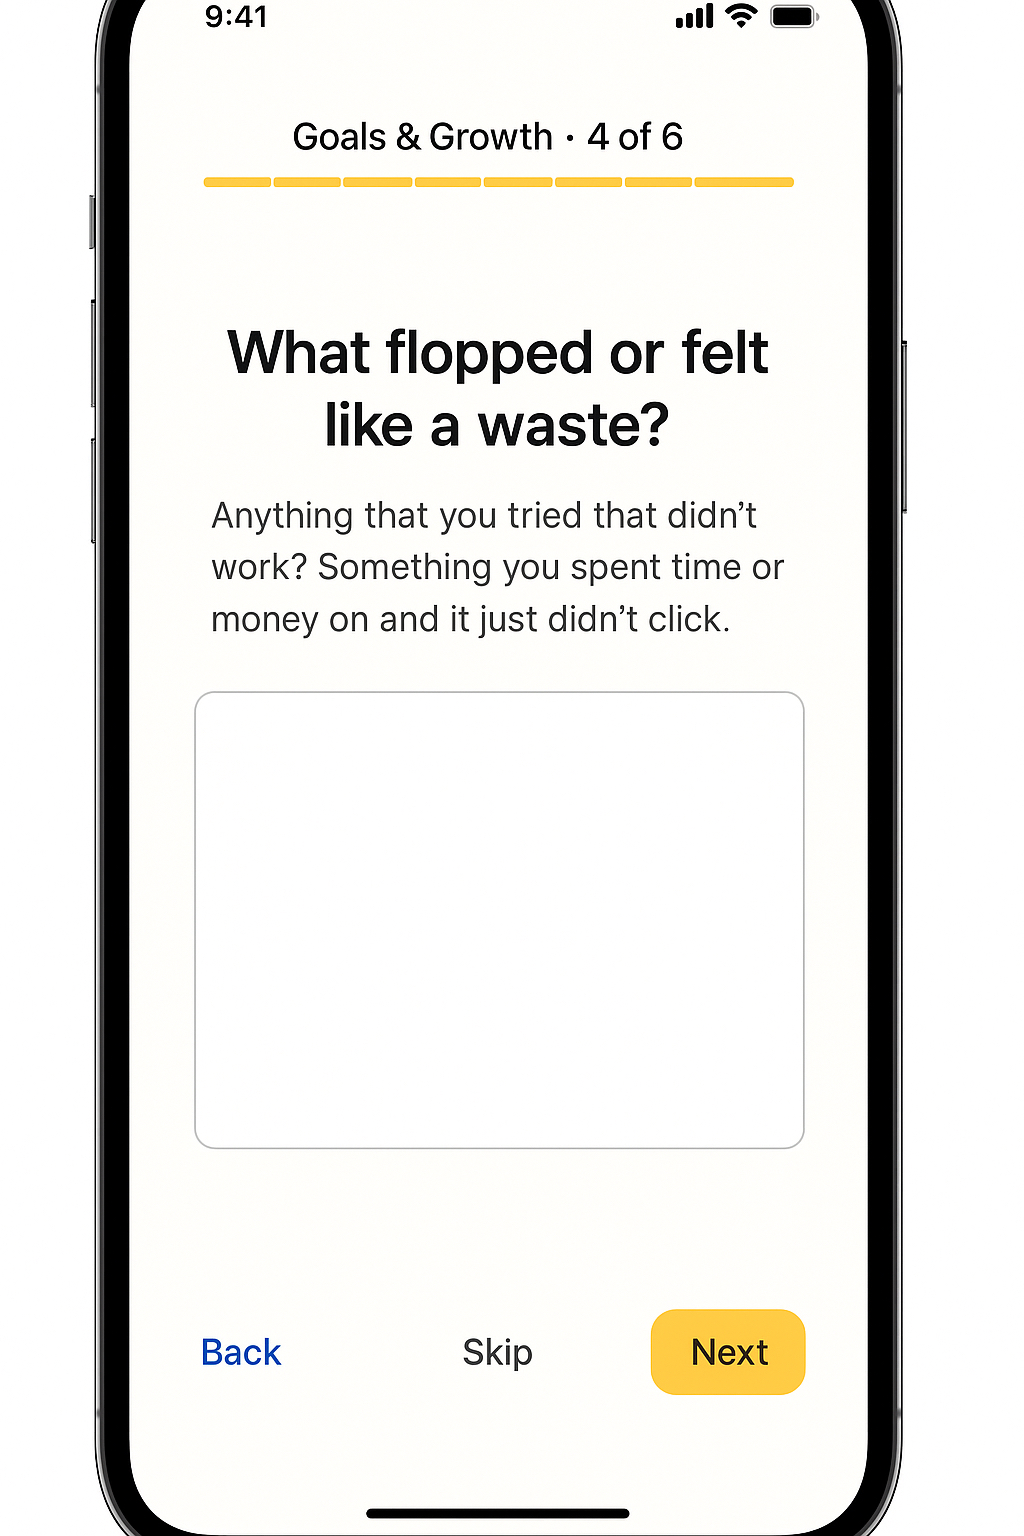 9:41
Goals & Growth · 4 of 6
What flopped or felt
like a waste?
Anything that you tried that didn’t
work? Something you spent time or
money on and it just didn’t click.
Back
Skip
Next